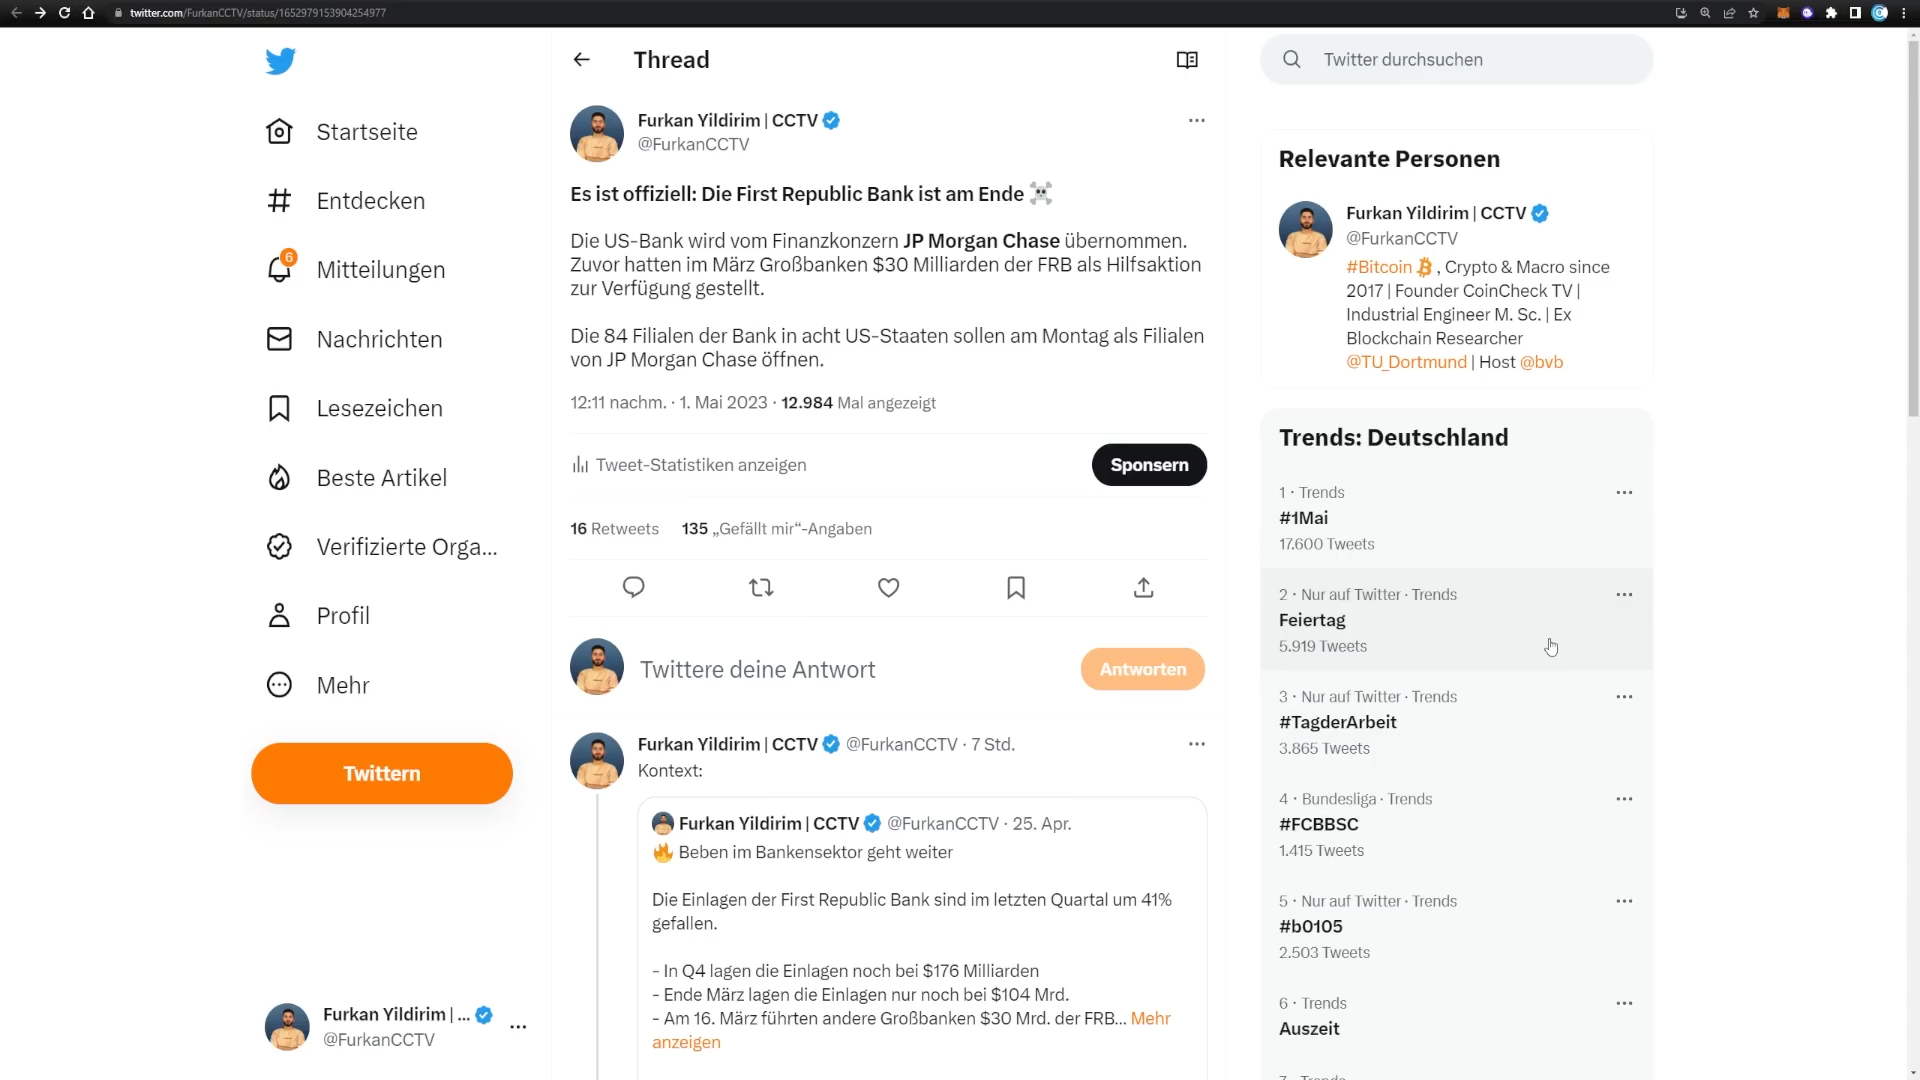 twitter.com/FurkanCCTV/status/1652979153904254977
Startseite
Entdecken
6
Mitteilungen
Nachrichten
Lesezeichen
Beste Artikel
Verifizierte Orga...
Profil
Mehr
Twittern
Furkan Yildirim | ...
@FurkanCCTV
Thread
Furkan Yildirim | CCTV
@FurkanCCTV
Es ist offiziell: Die First Republic Bank ist am Ende ☠️
Die US-Bank wird vom Finanzkonzern JP Morgan Chase übernommen.
Zuvor hatten im März Großbanken $30 Milliarden der FRB als Hilfsaktion
zur Verfügung gestellt.
Die 84 Filialen der Bank in acht US-Staaten sollen am Montag als Filialen
von JP Morgan Chase öffnen.
12:11 nachm. · 1. Mai 2023 · 12.984 Mal angezeigt
Tweet-Statistiken anzeigen
Sponsern
16 Retweets 135 „Gefällt mir“-Angaben
Twittere deine Antwort
Antworten
Furkan Yildirim | CCTV @FurkanCCTV · 7 Std.
Kontext:
Furkan Yildirim | CCTV @FurkanCCTV · 25. Apr.
🔥 Beben im Bankensektor geht weiter
Die Einlagen der First Republic Bank sind im letzten Quartal um 41%
gefallen.
- In Q4 lagen die Einlagen noch bei $176 Milliarden
- Ende März lagen die Einlagen nur noch bei $104 Mrd.
- Am 16. März führten andere Großbanken $30 Mrd. der FRB... Mehr
anzeigen
Twitter durchsuchen
Relevante Personen
Furkan Yildirim | CCTV
@FurkanCCTV
#Bitcoin , Crypto & Macro since
2017 | Founder CoinCheck TV |
Industrial Engineer M. Sc. | Ex
Blockchain Researcher
@TU_Dortmund | Host @bvb
Trends: Deutschland
1 · Trends
#1Mai
17.600 Tweets
2 · Nur auf Twitter · Trends
Feiertag
5.919 Tweets
3 · Nur auf Twitter · Trends
#TagderArbeit
3.865 Tweets
4 · Bundesliga · Trends
#FCBBSC
1.415 Tweets
5 · Nur auf Twitter · Trends
#b0105
2.503 Tweets
6 · Trends
Auszeit